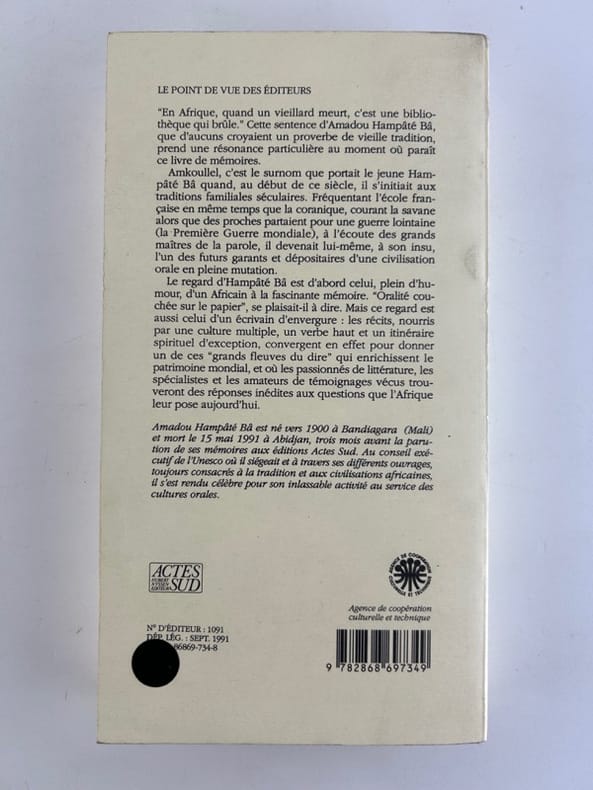 LE POINT DE VUE DES ÉDITEURS
“En Afrique, quand un vieillard meurt, c'est une biblio-
thèque qui brûle.” Cette sentence d'Amadou Hampâté Bâ,
que d'aucuns croyaient un proverbe de vieille tradition,
prend une résonance particulière au moment où paraît
ce livre de mémoires.
Amkoullel, c'est le surnom que portait le jeune Ham-
pâté Bâ quand, au début de ce siècle, il s'initiait aux
traditions familiales séculaires. Fréquentant l'école fran-
çaise en même temps que la coranique, courant la savane
alors que des proches partaient pour une guerre lointaine
(la Première Guerre mondiale), à l'écoute des grands
maîtres de la parole, il devenait lui-même, à son insu,
l'un des futurs garants et dépositaires d'une civilisation
orale en pleine mutation.
Le regard d'Hampâté Bâ est d'abord celui, plein d'hu-
mour, d'un Africain à la fascinante mémoire. “Oralité cou-
chée sur le papier”, se plaisait-il à dire. Mais ce regard est
aussi celui d'un écrivain d'envergure : les récits, nourris
par une culture multiple, un verbe haut et un itinéraire
spirituel d'exception, convergent en effet pour donner
un de ces “grands fleuves du dire” qui enrichissent le
patrimoine mondial, et où les passionnés de littérature, les
spécialistes et les amateurs de témoignages vécus trou-
veront des réponses inédites aux questions que l'Afrique
leur pose aujourd'hui.
Amadou Hampâté Bâ est né vers 1900 à Bandiagara (Mali)
et mort le 15 mai 1991 à Abidjan, trois mois avant la paru-
tion de ses mémoires aux éditions Actes Sud. Au conseil exé-
cutif de l'Unesco où il siégeait et à travers ses différents ouvrages,
toujours consacrés à la tradition et aux civilisations africaines,
il s'est rendu célèbre pour son inlassable activité au service des
cultures orales.
ACTES
HUBERT
NYSSEN
ÉDITEUR
SUD
AGENCE DE COOPÉRATION
CULTURELLE ET TECHNIQUE
Agence de coopération
culturelle et technique
N° D'ÉDITEUR : 1091
DÉP. LÉG. : SEPT. 1991
86869-734-8
9 782868 697349